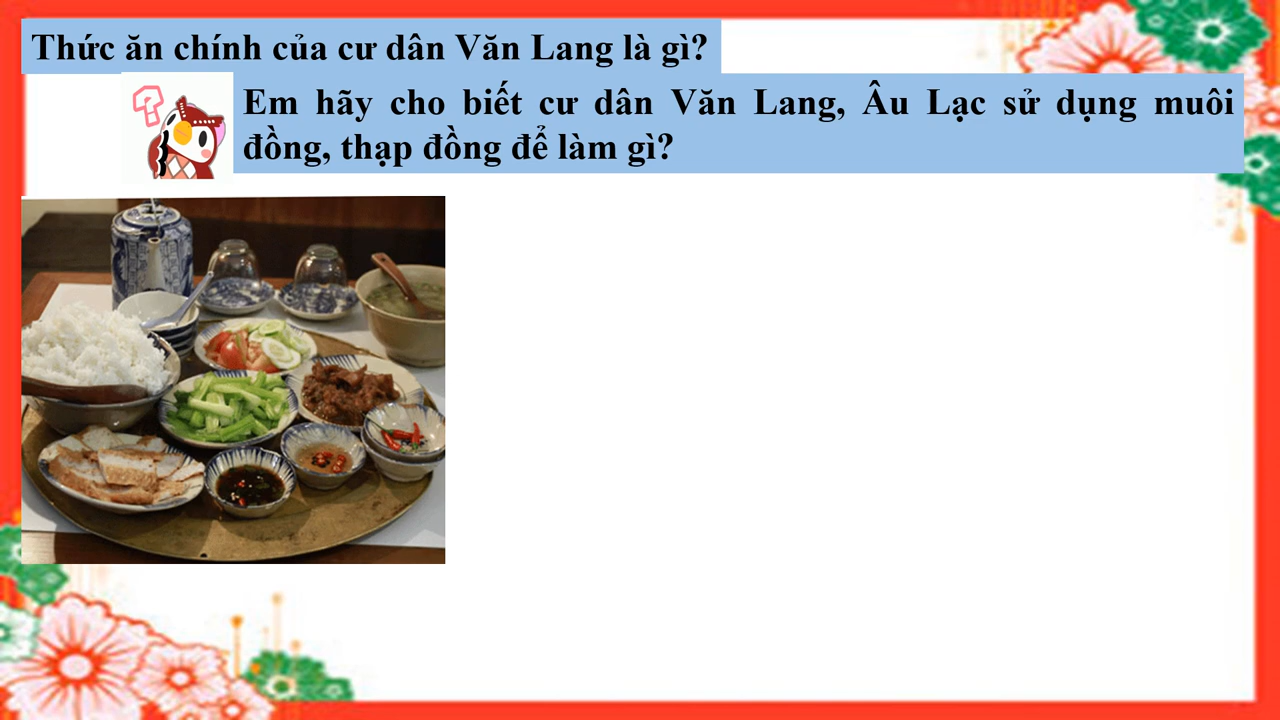 Thức ăn chính của cư dân Văn Lang là gì?
Em hãy cho biết cư dân Văn Lang, Âu Lạc sử dụng muôi
đồng, thạp đồng để làm gì?